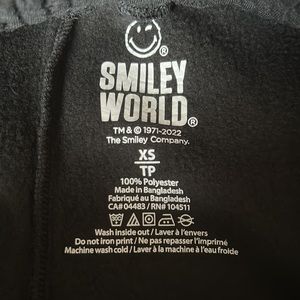 ®
SMILEY
WORLD®
TM & © 1971-2022
The Smiley Company.
XS
TP
100% Polyester
Made in Bangladesh
Fabriqué au Bangladesh
CA# 04483 / RN# 104511
Wash inside out / Laver à l'envers
Do not iron print / Ne pas repasser l'imprimé
Machine wash cold / Laver à la machine à l'eau froide